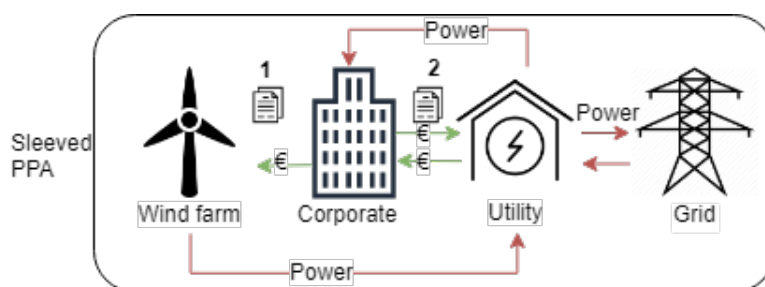 Power
1
2
€
€
€
Power
Sleeved
PPA
Wind farm
Corporate
Utility
Grid
Power